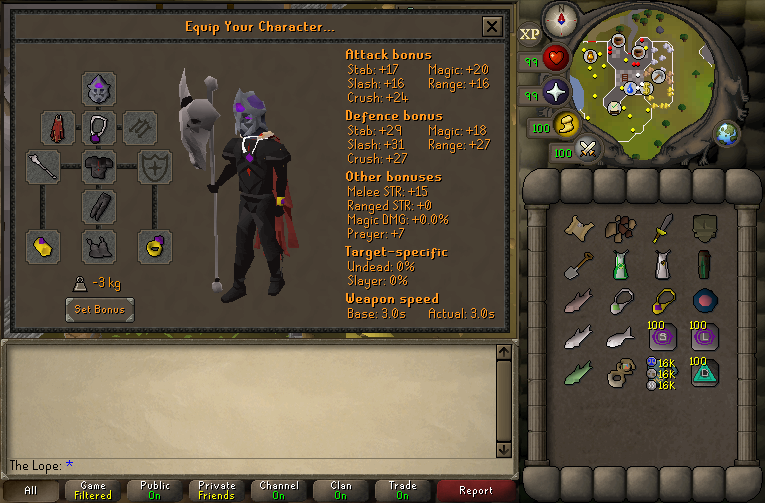 Equip Your Character...
Attack bonus
Stab: +17 Magic: +20
Slash: +16 Range: +16
Crush: +24
Defence bonus
Stab: +29 Magic: +18
Slash: +31 Range: +27
Crush: +27
Other bonuses
Melee STR: +15
Ranged STR: +0
Magic DMG: +0.0%
Prayer: +7
Target-specific
Undead: 0%
Slayer: 0%
Weapon speed
Base: 3.0s Actual: 3.0s
-3 kg
Set Bonus
XP
99
99
100
100
100 100
S L
16K 100
16K
16K
The Lope: *
All
Game
Filtered
Public
On
Private
Friends
Channel
On
Clan
On
Trade
On
Report